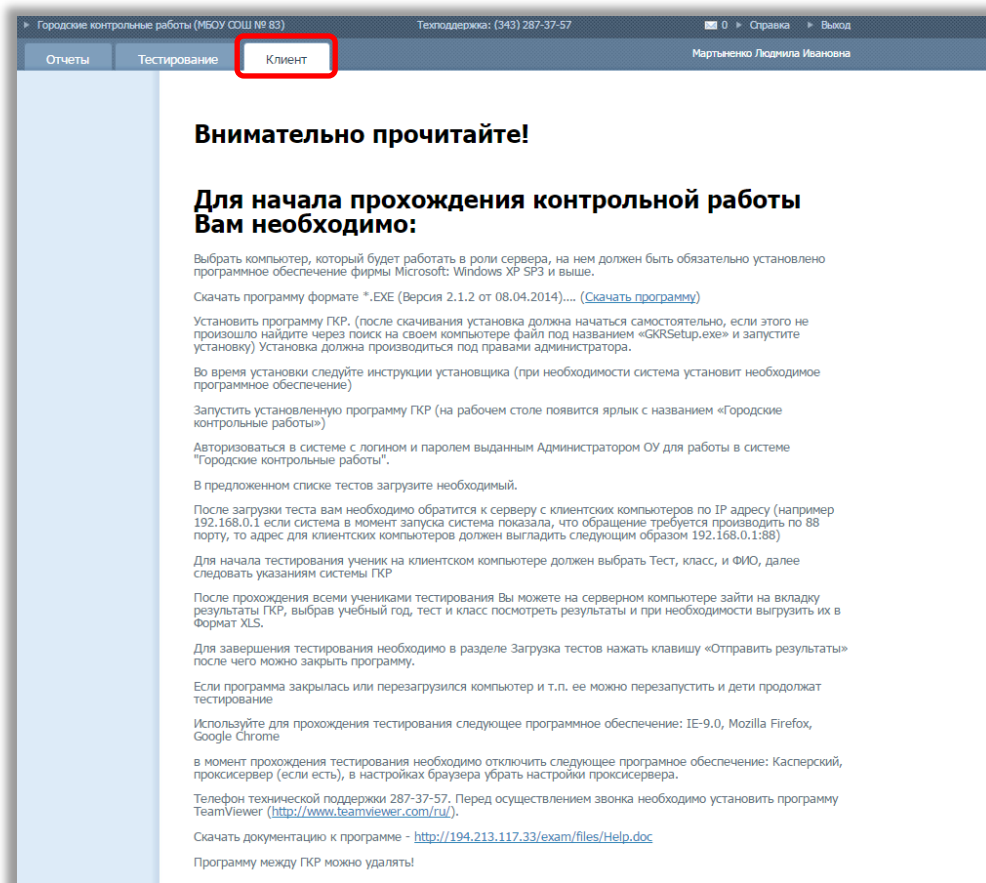 Городские контрольные работы (МБОУ СОШ № 83) Техподдержка: (343) 287-37-57 0 Справка Выход
Отчеты Тестирование Клиент Мартыненко Людмила Ивановна
Внимательно прочитайте!
Для начала прохождения контрольной работы
Вам необходимо:
Выбрать компьютер, который будет работать в роли сервера, на нем должен быть обязательно установлено
программное обеспечение фирмы Microsoft: Windows XP SP3 и выше.
Скачать программу формате *.EXE (Версия 2.1.2 от 08.04.2014).... (Скачать программу)
Установить программу ГКР. (после скачивания установка должна начаться самостоятельно, если этого не
произошло найдите через поиск на своем компьютере файл под названием «GKRSetup.exe» и запустите
установку) Установка должна производиться под правами администратора.
Во время установки следуйте инструкции установщика (при необходимости система установит необходимое
программное обеспечение)
Запустить установленную программу ГКР (на рабочем столе появится ярлык с названием «Городские
контрольные работы»)
Авторизоваться в системе с логином и паролем выданным Администратором ОУ для работы в системе
"Городские контрольные работы".
В предложенном списке тестов загрузите необходимый.
После загрузки теста вам необходимо обратится к серверу с клиентских компьютеров по IP адресу (например
192.168.0.1 если система в момент запуска система показала, что обращение требуется производить по 88
порту, то адрес для клиентских компьютеров должен выгладить следующим образом 192.168.0.1:88)
Для начала тестирования ученик на клиентском компьютере должен выбрать Тест, класс, и ФИО, далее
следовать указаниям системы ГКР
После прохождения всеми учениками тестирования Вы можете на серверном компьютере зайти на вкладку
результаты ГКР, выбрав учебный год, тест и класс посмотреть результаты и при необходимости выгрузить их в
Формат XLS.
Для завершения тестирования необходимо в разделе Загрузка тестов нажать клавишу «Отправить результаты»
после чего можно закрыть программу.
Если программа закрылась или перезагрузился компьютер и т.п. ее можно перезапустить и дети продолжат
тестирование
Используйте для прохождения тестирования следующее программное обеспечение: IE-9.0, Mozilla Firefox,
Google Chrome
в момент прохождения тестирования необходимо отключить следующее програмное обеспечение: Касперский,
проксисервер (если есть), в настройках браузера убрать настройки проксисервера.
Телефон технической поддержки 287-37-57. Перед осуществлением звонка необходимо установить программу
TeamViewer (http://www.teamviewer.com/ru/).
Скачать документацию к программе - http://194.213.117.33/exam/files/Help.doc
Программу между ГКР можно удалять!